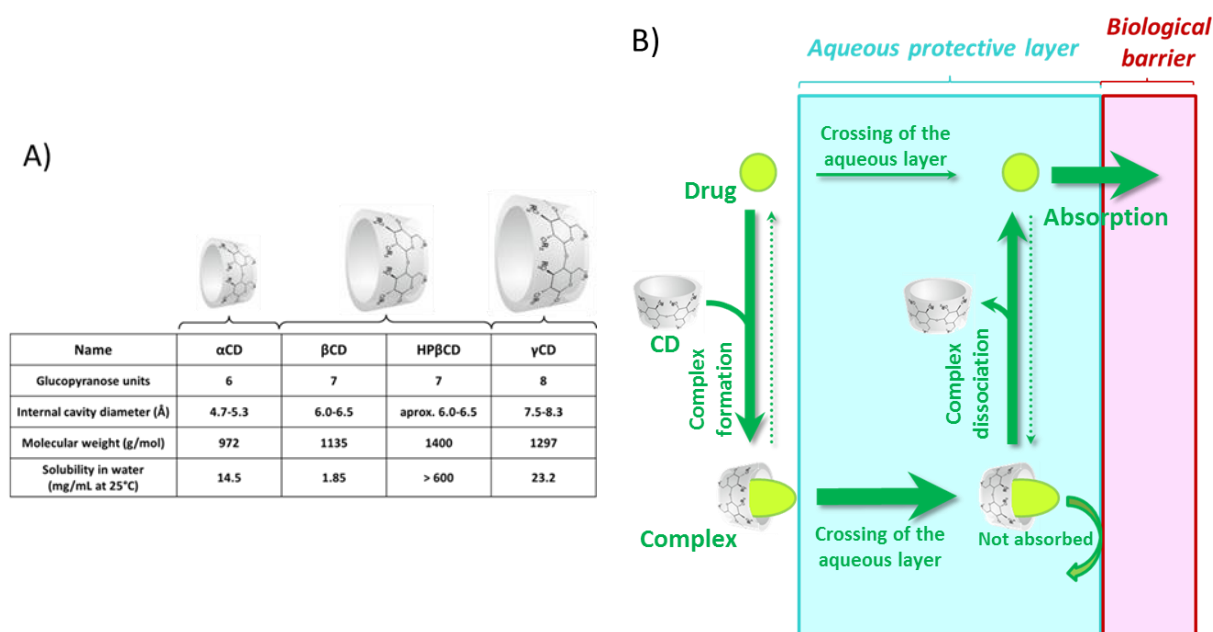 A)
Name αCD βCD HPβCD γCD
Glucopyranose units 6 7 7 8
Internal cavity diameter (Å) 4.7-5.3 6.0-6.5 aprox. 6.0-6.5 7.5-8.3
Molecular weight (g/mol) 972 1135 1400 1297
Solubility in water
(mg/mL at 25°C) 14.5 1.85 > 600 23.2
B)
Aqueous protective layer
Biological
barrier
Drug
Crossing of the
aqueous layer
Absorption
CD
Complex
formation
Complex
dissociation
Complex
Crossing of the
aqueous layer
Not absorbed